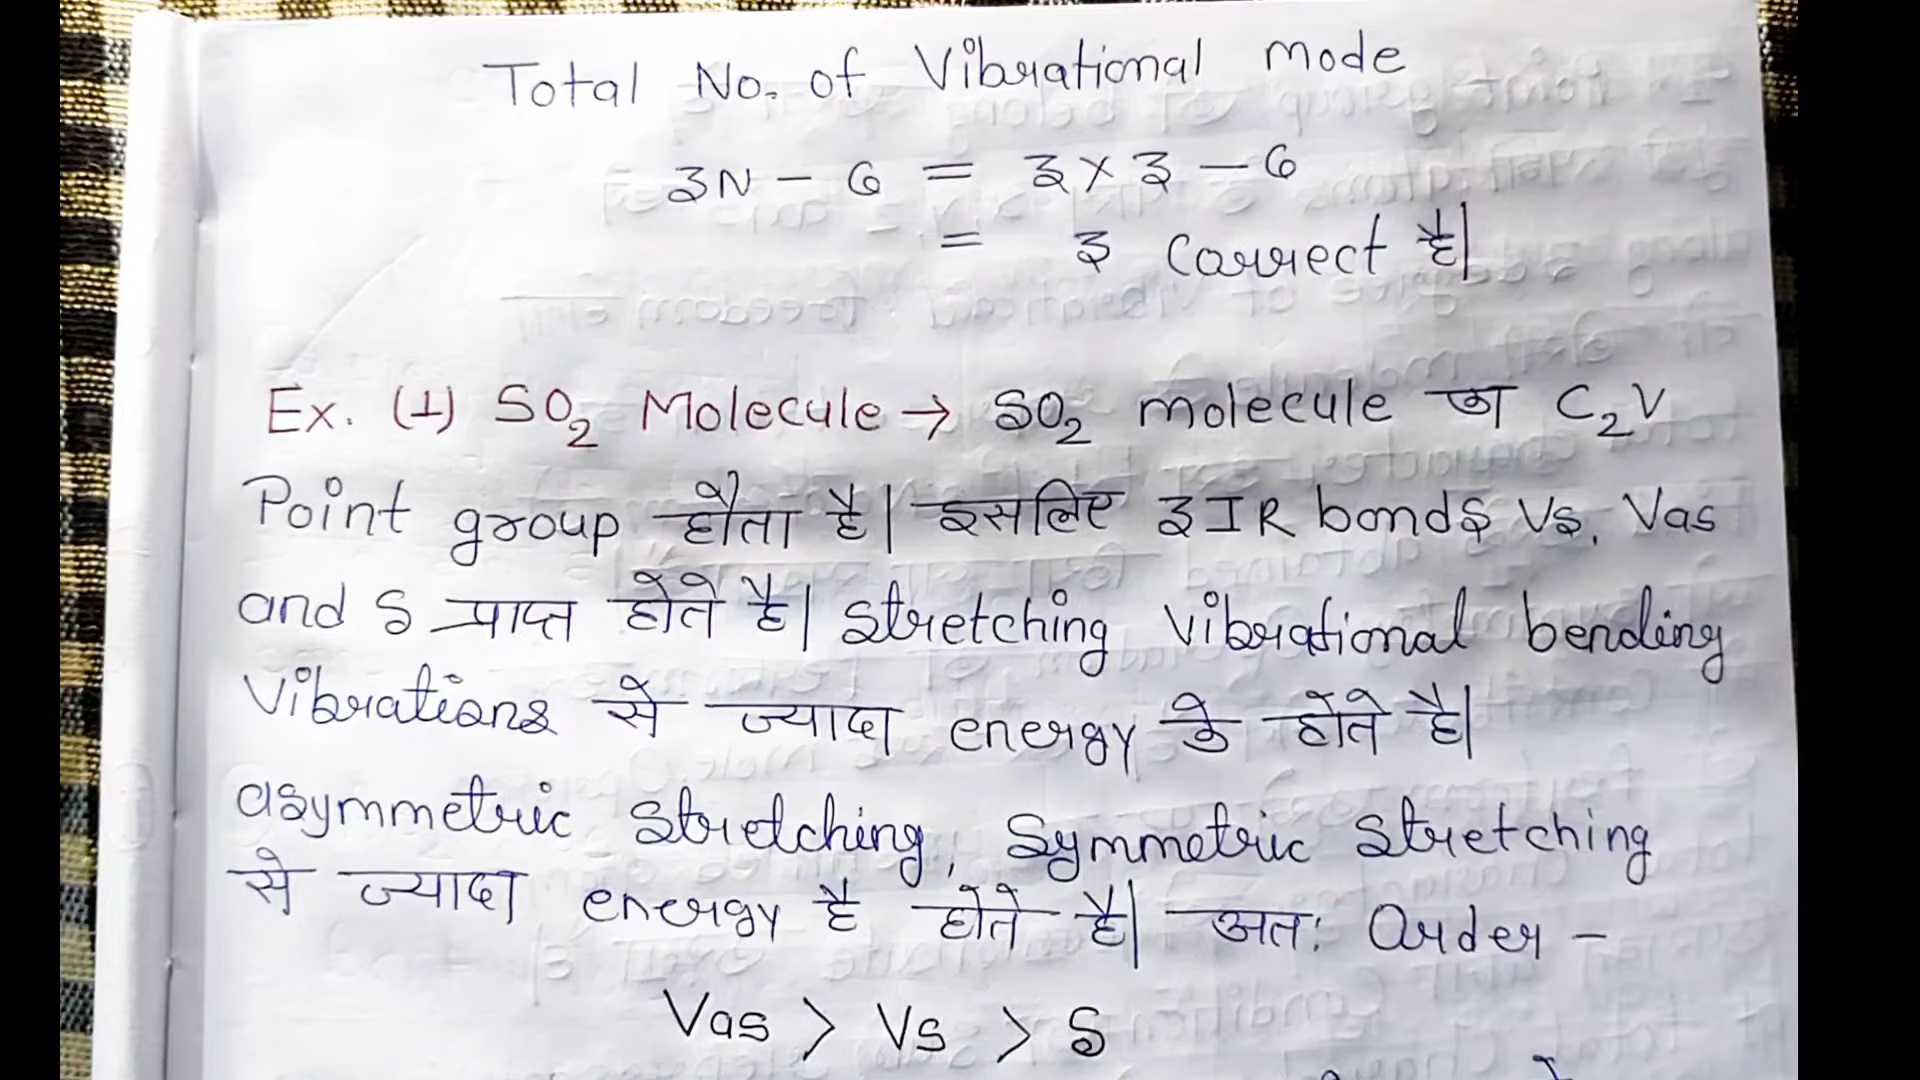 Total No. of Vibrational mode
3N - 6 = 3 × 3 - 6
= 3 Correct है|
Ex. (1) SO₂ Molecule → SO₂ molecule का C₂V
Point group होता है| इसलिए 3 IR bonds Vs, Vas
and δ प्राप्त होते है| stretching Vibrational bending
Vibrations से ज्यादा energy के होते है|
asymmetric stretching, Symmetric stretching
से ज्यादा energy है होते है| अतः Order -
Vas > Vs > δ